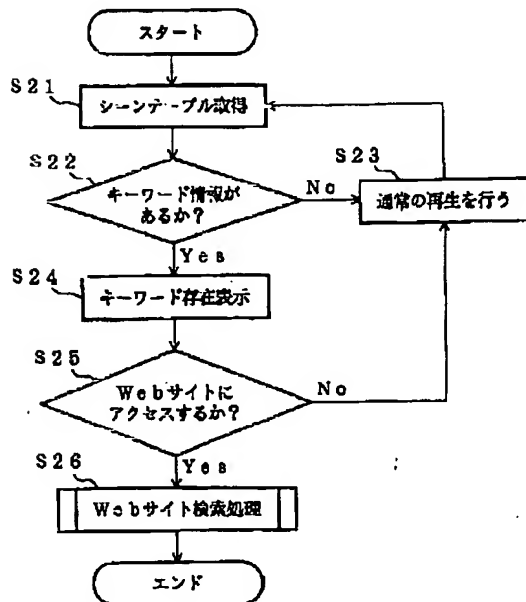 スタート
S21
シーンテーブル取得
S22
キーワード情報が
あるか？
No
S23
通常の再生を行う
Yes
S24
キーワード存在表示
S25
Webサイトに
アクセスするか？
No
Yes
S26
Webサイト検索処理
エンド